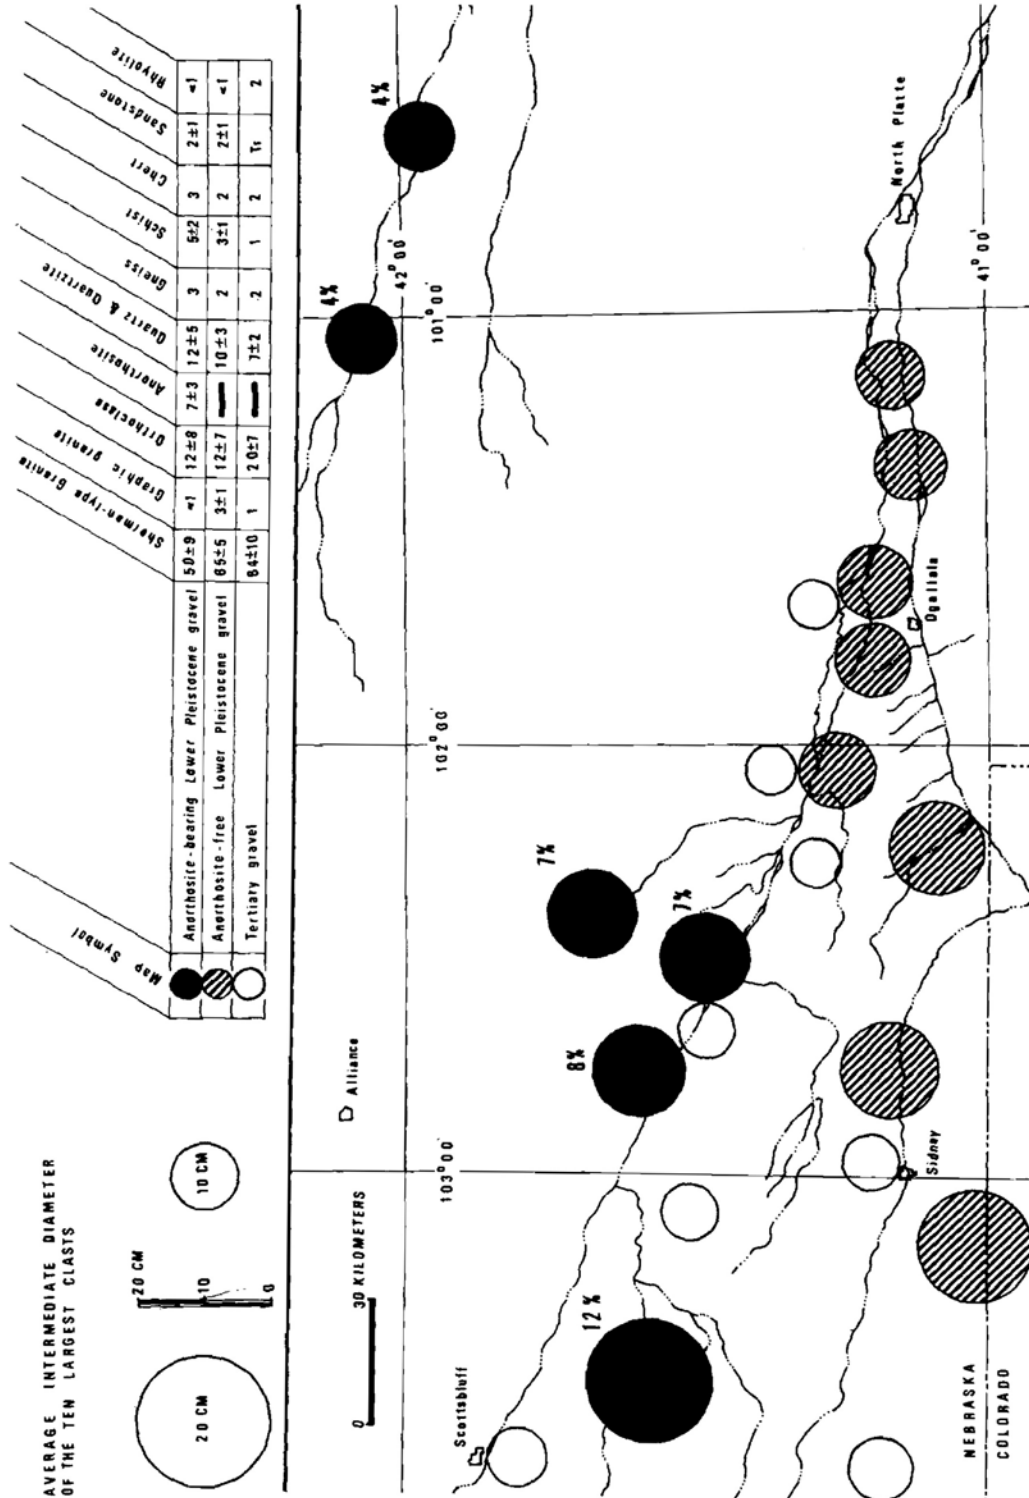 Map Symbol
Sherman-type Granite
Graphic granite
Orthoclase
Anorthosite
Quartz & Quartzite
Gneiss
Schist
Chert
Sandstone
Rhyolite
Anorthosite-bearing Lower Pleistocene gravel 50±9 <1 12±8 7±3 12±5 3 5±2 3 2±1 <1
Anorthosite-free Lower Pleistocene gravel 65±5 3±1 12±7 — 10±3 2 3±1 2 2±1 <1
Tertiary gravel 64±10 1 20±7 — 7±2 2 1 2 Tr 2
AVERAGE INTERMEDIATE DIAMETER
OF THE TEN LARGEST CLASTS
20 CM
20 CM
10
0
10 CM
0 30 KILOMETERS
Alliance
103°00'
102°00'
101°00'
42°00'
4%
4%
Scottsbluff
12%
8%
7%
7%
Sidney
Ogallala
North Platte
41°00'
NEBRASKA
COLORADO